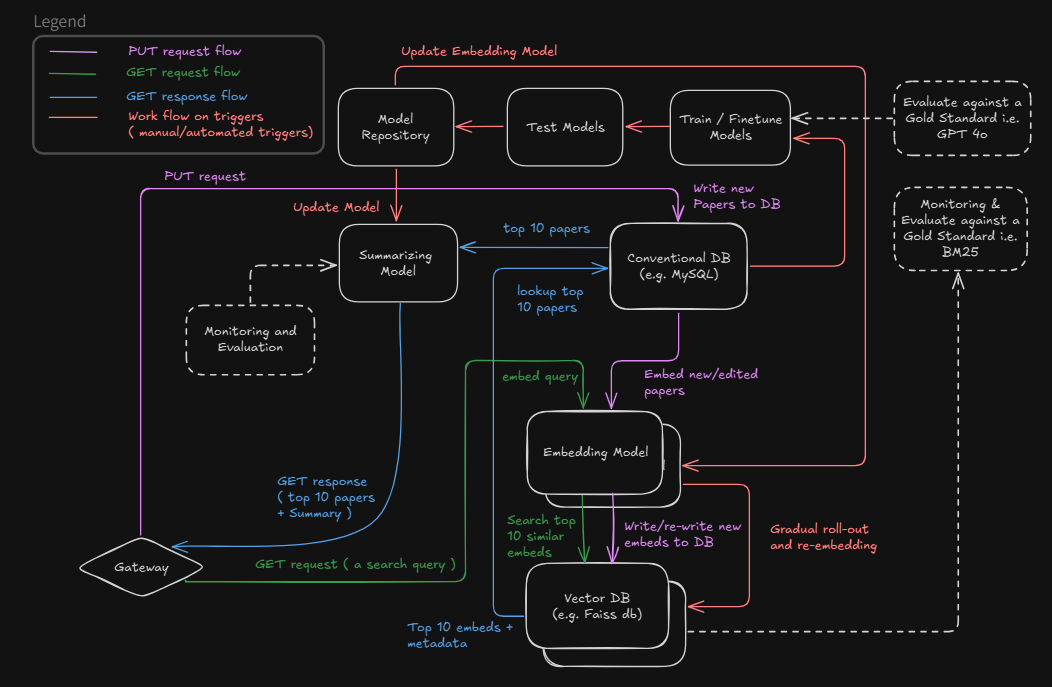 Legend
PUT request flow
GET request flow
GET response flow
Work flow on triggers
( manual/automated triggers)
Update Embedding Model
Model
Repository
Test Models
Train / Finetune
Models
Evaluate against a
Gold Standard i.e.
GPT 4o
PUT request
Write new
Papers to DB
Update Model
Monitoring &
Evaluate against a
Gold Standard i.e.
BM25
top 10 papers
Summarizing
Model
Conventional DB
(e.g. MySQL)
lookup top
10 papers
Monitoring and
Evaluation
embed query
Embed new/edited
papers
Embedding Model
GET response
( top 10 papers
+ Summary )
Search top
10 similar
embeds
Write/re-write new
embeds to DB
Gradual roll-out
and re-embedding
Gateway
GET request ( a search query )
Vector DB
(e.g. Faiss db)
Top 10 embeds +
metadata